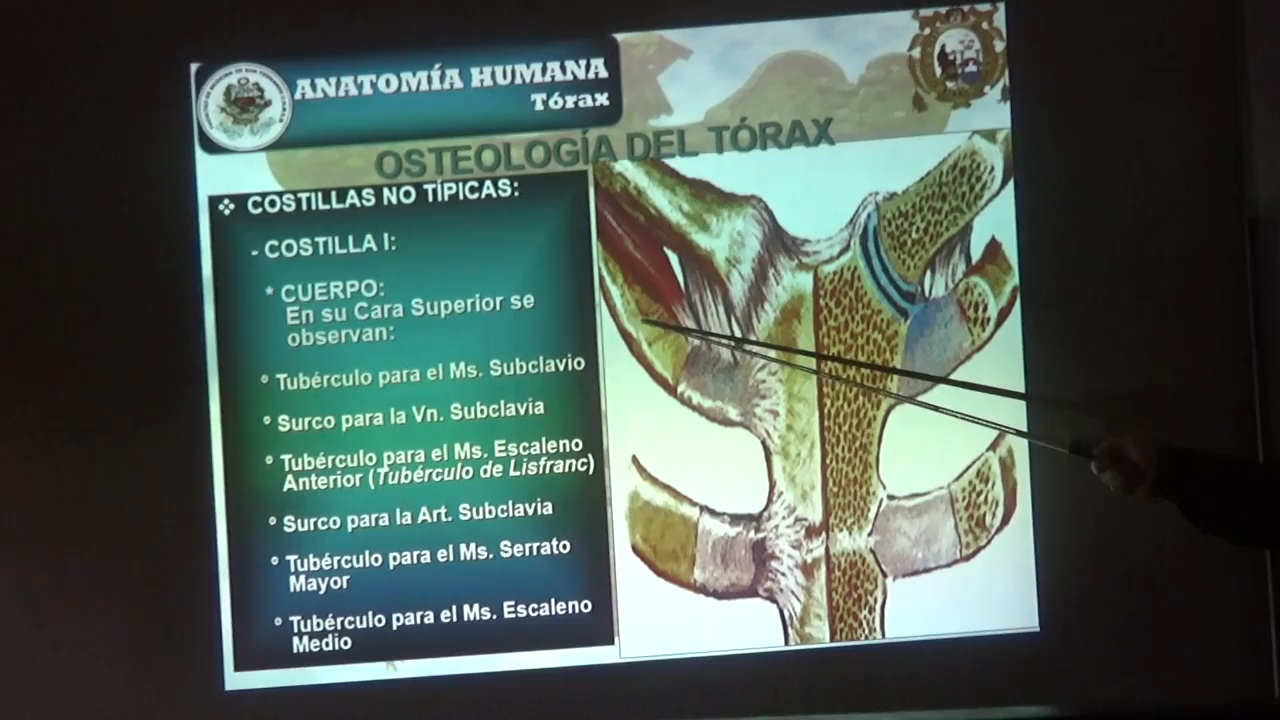 ANATOMÍA HUMANA
Tórax
OSTEOLOGÍA DEL TÓRAX
❖ COSTILLAS NO TÍPICAS:
- COSTILLA I:
* CUERPO:
En su Cara Superior se
observan:
° Tubérculo para el Ms. Subclavio
° Surco para la Vn. Subclavia
° Tubérculo para el Ms. Escaleno
Anterior (Tubérculo de Lisfranc)
° Surco para la Art. Subclavia
° Tubérculo para el Ms. Serrato
Mayor
° Tubérculo para el Ms. Escaleno
Medio